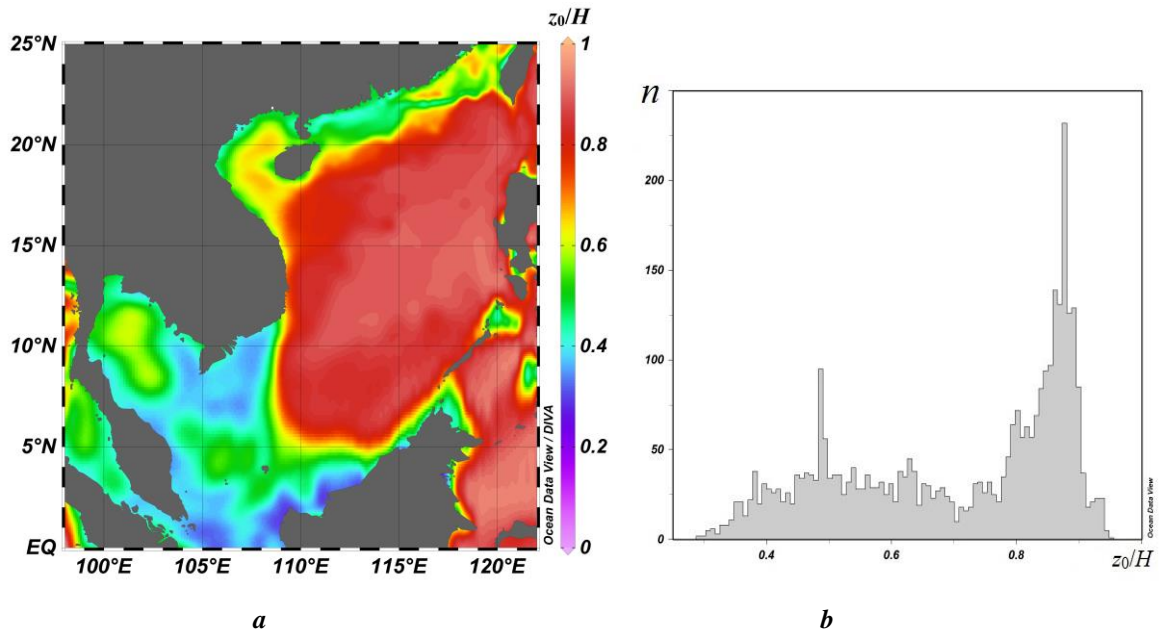 z₀/H
25°N
20°N
15°N
10°N
5°N
EQ
100°E
105°E
110°E
115°E
120°E
1
0.8
0.6
0.4
0.2
0
Ocean Data View / DIVA
a
n
200
150
100
50
0
0.4
0.6
0.8
z₀/H
Ocean Data View
b